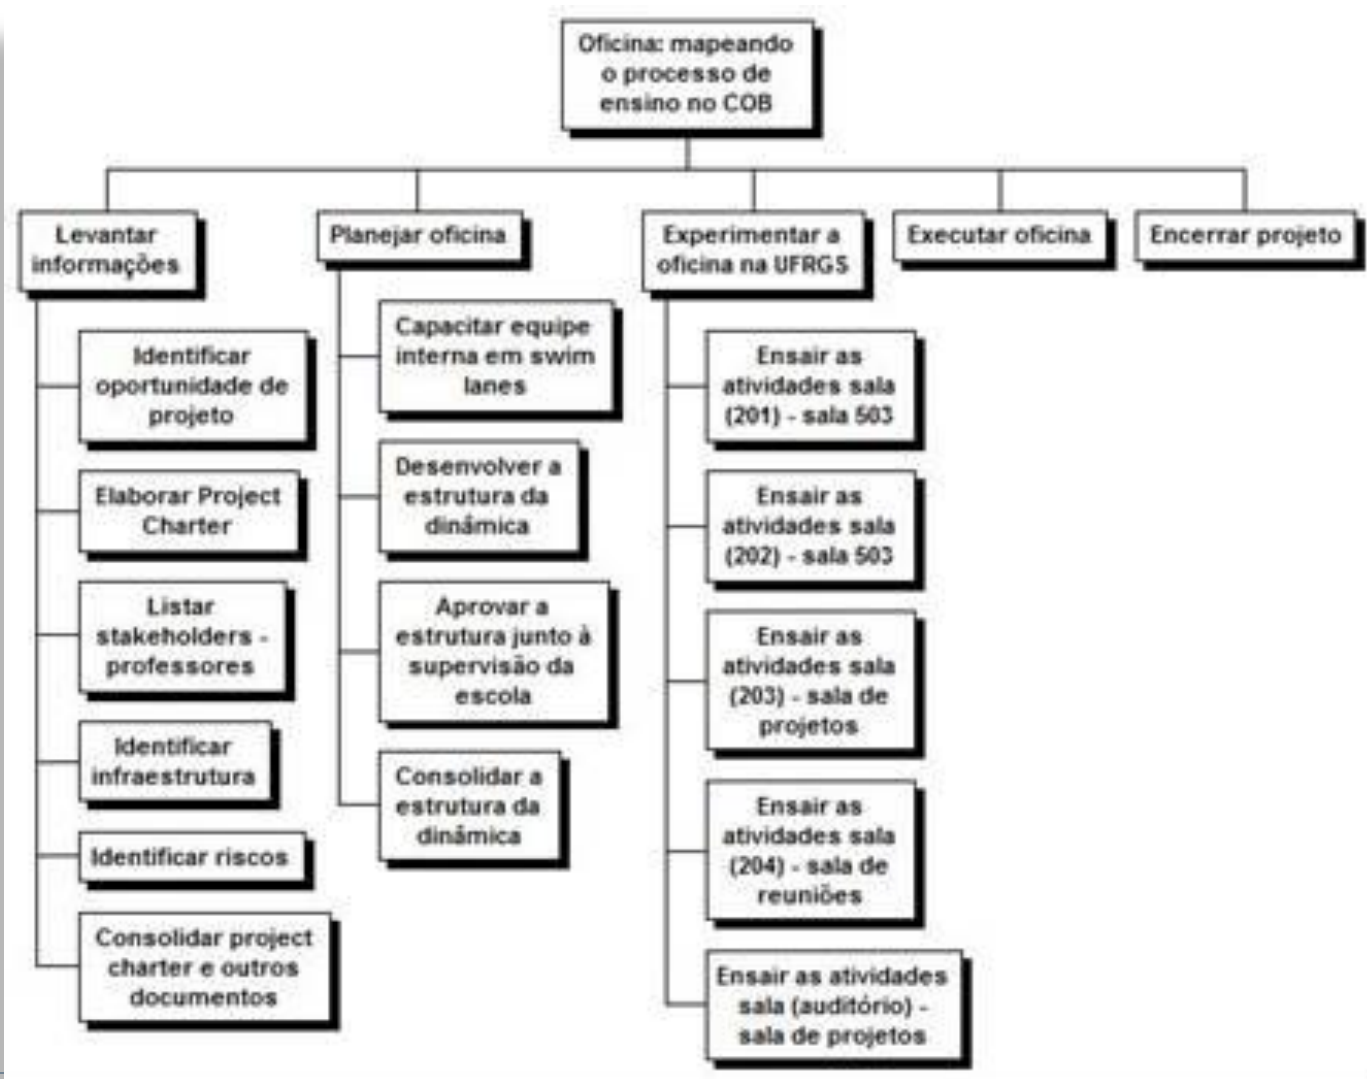 Oficina: mapeando
o processo de
ensino no COB
Levantar
informações
Identificar
oportunidade de
projeto
Elaborar Project
Charter
Listar
stakeholders -
professores
Identificar
infraestrutura
Identificar riscos
Consolidar project
charter e outros
documentos
Planejar oficina
Capacitar equipe
interna em swim
lanes
Desenvolver a
estrutura da
dinâmica
Aprovar a
estrutura junto à
supervisão da
escola
Consolidar a
estrutura da
dinâmica
Experimentar a
oficina na UFRGS
Ensair as
atividades sala
(201) - sala 503
Ensair as
atividades sala
(202) - sala 503
Ensair as
atividades sala
(203) - sala de
projetos
Ensair as
atividades sala
(204) - sala de
reuniões
Ensair as atividades
sala (auditório) -
sala de projetos
Executar oficina
Encerrar projeto